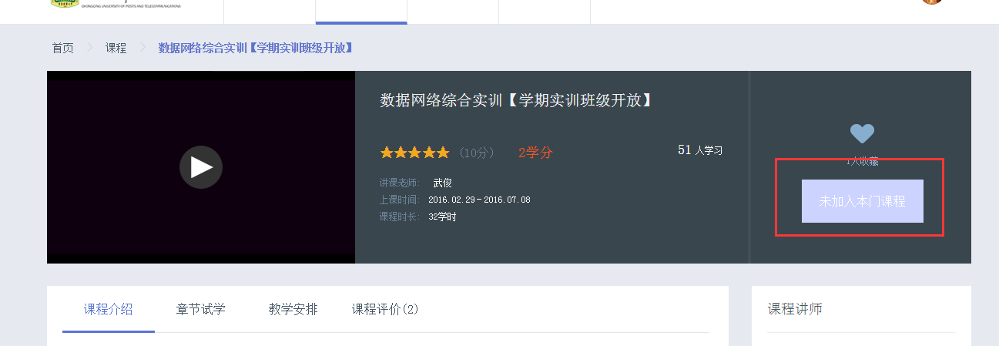 CHONGQING UNIVERSITY OF POSTS AND TELECOMMUNICATIONS
首页 课程 数据网络综合实训【学期实训班级开放】
数据网络综合实训【学期实训班级开放】
(10分) 2学分 51 人学习
讲课老师: 武俊
上课时间: 2016.02.29-2016.07.08
课程时长: 32学时
1人收藏
未加入本门课程
课程介绍 章节试学 教学安排 课程评价(2)
课程讲师